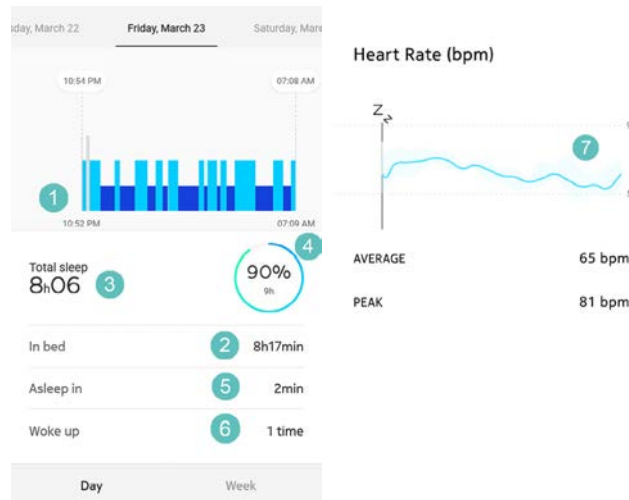 Friday, March 23
day, March 22
Saturday, Mar
10:54 PM
07:08 AM
1
10:52 PM
07:09 AM
Total sleep
8h06
3
4
90%
9h
In bed
2
8h17min
Asleep in
5
2min
Woke up
6
1 time
Day
Week
Heart Rate (bpm)
Zz
7
AVERAGE
65 bpm
PEAK
81 bpm